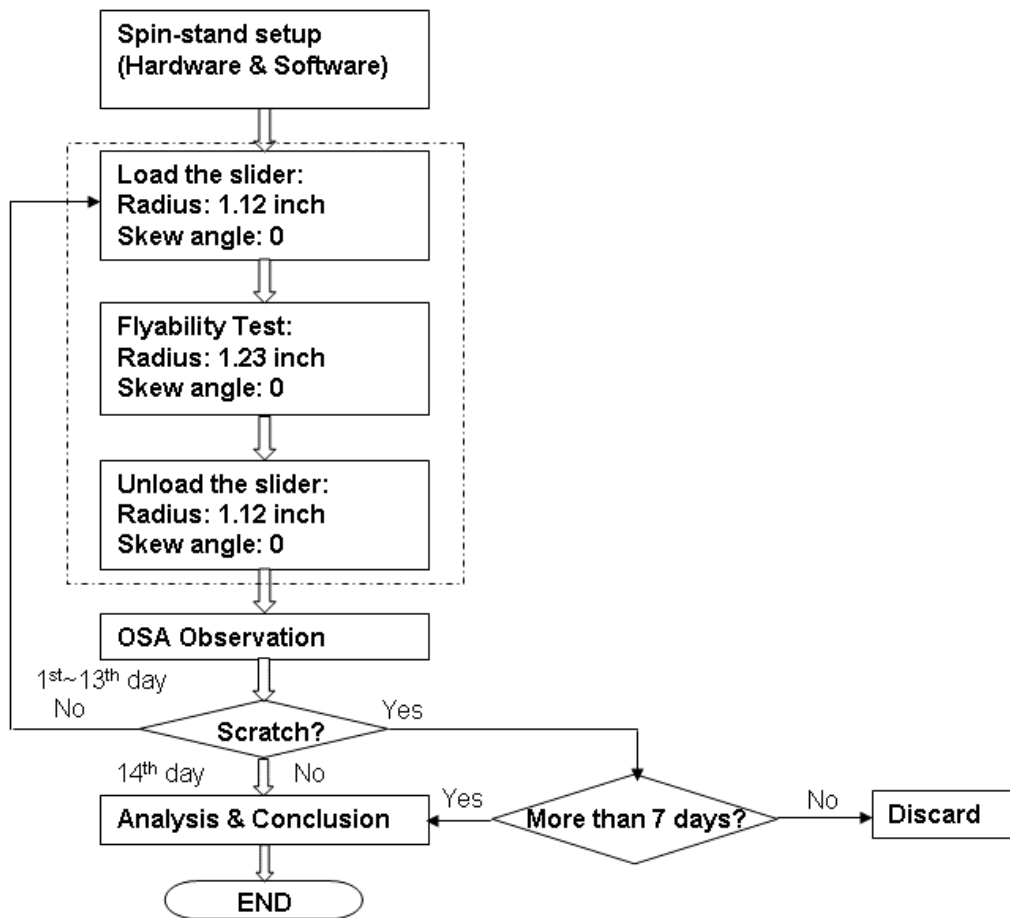 Spin-stand setup
(Hardware & Software)
Load the slider:
Radius: 1.12 inch
Skew angle: 0
Flyability Test:
Radius: 1.23 inch
Skew angle: 0
Unload the slider:
Radius: 1.12 inch
Skew angle: 0
OSA Observation
1st~13th day
No
Yes
Scratch?
14th day
No
Yes
No
Analysis & Conclusion
More than 7 days?
Discard
END